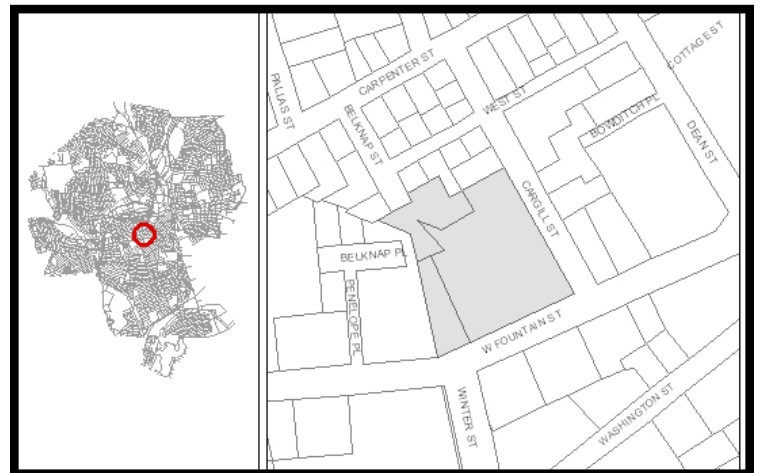 CARPENTER ST
COTTAGE ST
PALLAS ST
BELKNAP ST
WEST ST
BOWDITCH PL
DEAN ST
CARGILL ST
BELKNAP PL
PENELOPE PL
W FOUNTAIN ST
WINTER ST
WASHINGTON ST